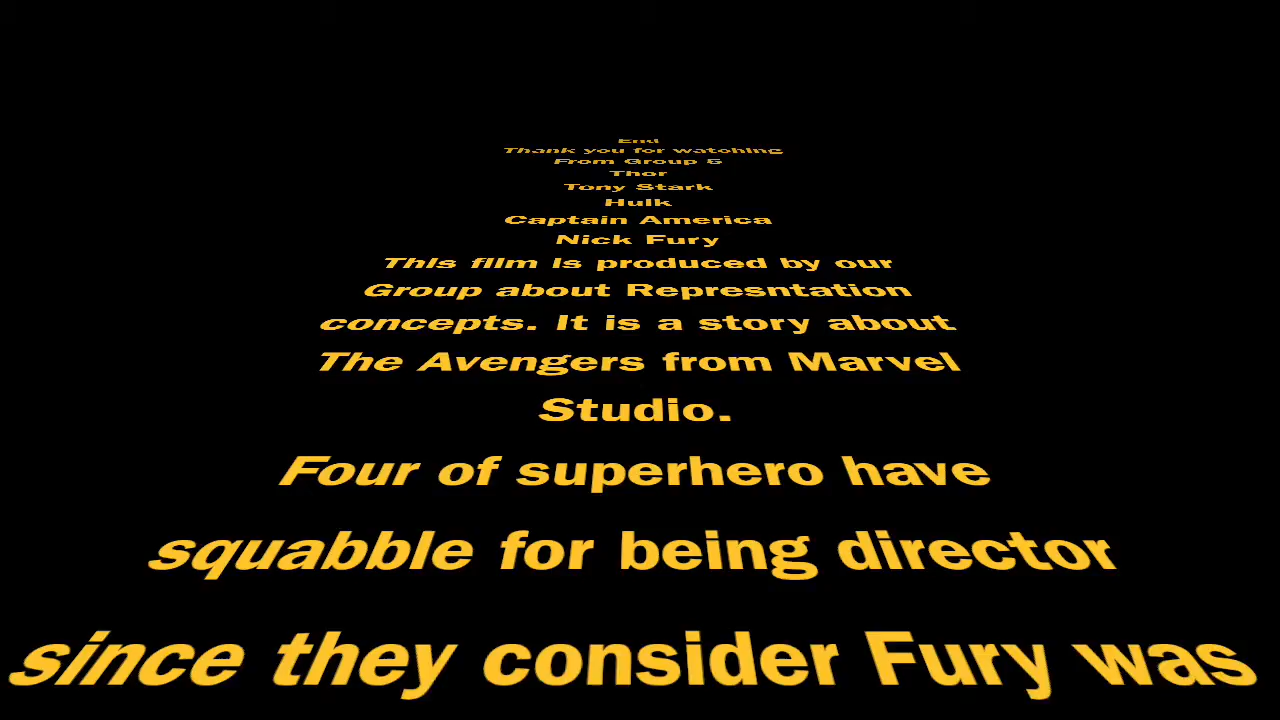 End
Thank you for watching
From Group 5
Thor
Tony Stark
Hulk
Captain America
Nick Fury
This film is produced by our
Group about Represntation
concepts. It is a story about
The Avengers from Marvel
Studio.
Four of superhero have
squabble for being director
since they consider Fury was